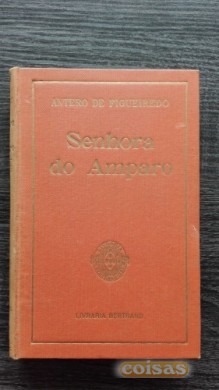 ANTERO DE FIGUEIREDO
Senhora
do Amparo
LIVRARIA BERTRAND
coisas